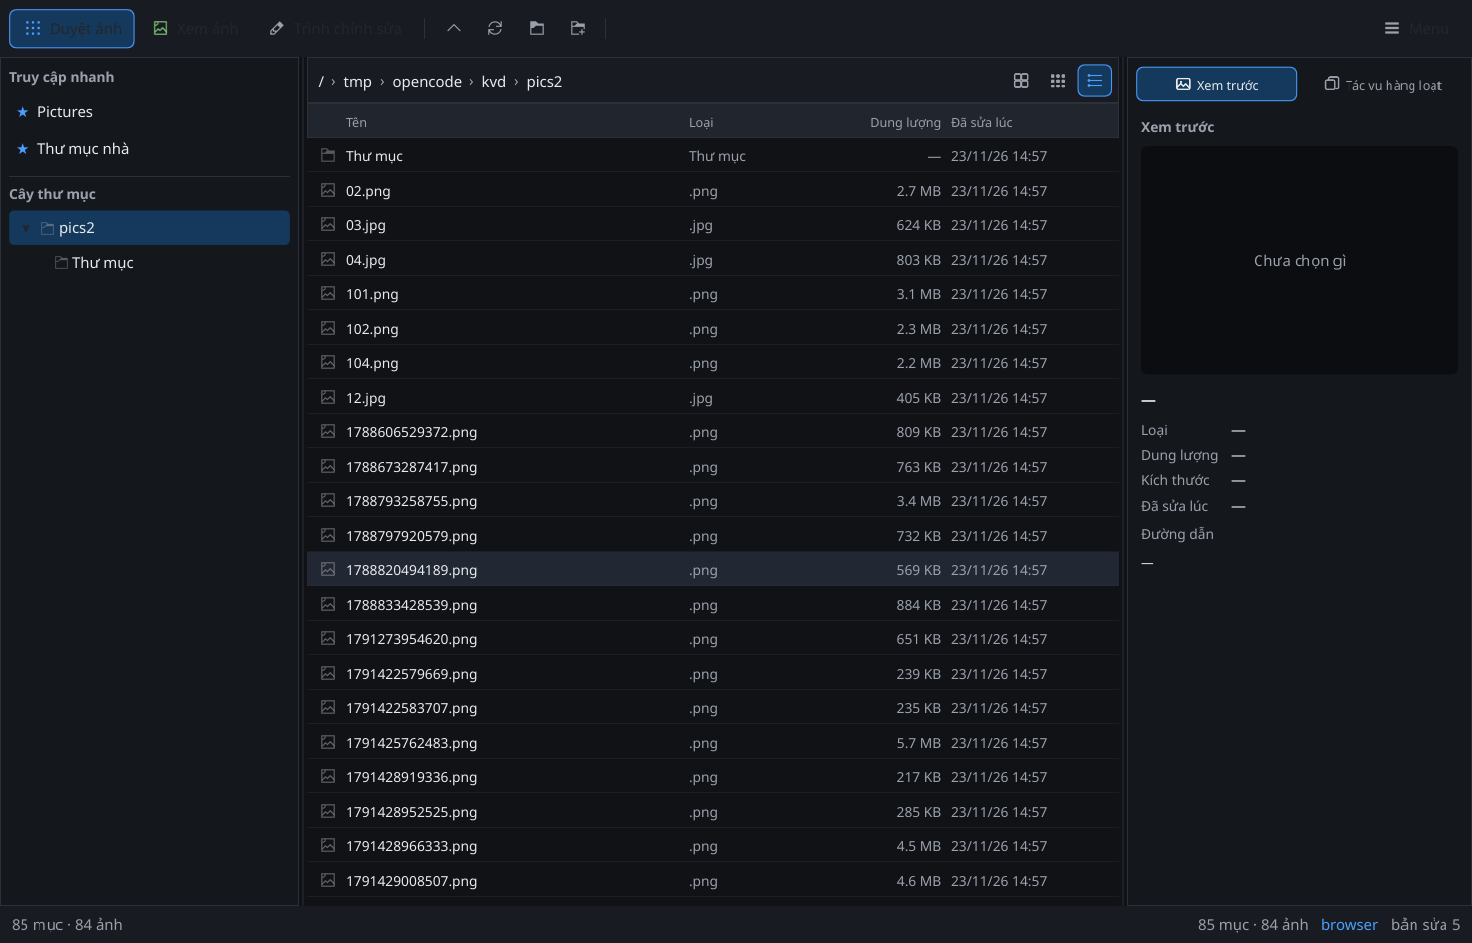 Duyệt ảnh Xem ảnh Trình chỉnh sửa Menu
Truy cập nhanh
Pictures
Thư mục nhà
Cây thư mục
pics2
Thư mục
/ › tmp › opencode › kvd › pics2
Tên Loại Dung lượng Đã sửa lúc
Thư mục Thư mục — 23/11/26 14:57
02.png .png 2.7 MB 23/11/26 14:57
03.jpg .jpg 624 KB 23/11/26 14:57
04.jpg .jpg 803 KB 23/11/26 14:57
101.png .png 3.1 MB 23/11/26 14:57
102.png .png 2.3 MB 23/11/26 14:57
104.png .png 2.2 MB 23/11/26 14:57
12.jpg .jpg 405 KB 23/11/26 14:57
1788606529372.png .png 809 KB 23/11/26 14:57
1788673287417.png .png 763 KB 23/11/26 14:57
1788793258755.png .png 3.4 MB 23/11/26 14:57
1788797920579.png .png 732 KB 23/11/26 14:57
1788820494189.png .png 569 KB 23/11/26 14:57
1788833428539.png .png 884 KB 23/11/26 14:57
1791273954620.png .png 651 KB 23/11/26 14:57
1791422579669.png .png 239 KB 23/11/26 14:57
1791422583707.png .png 235 KB 23/11/26 14:57
1791425762483.png .png 5.7 MB 23/11/26 14:57
1791428919336.png .png 217 KB 23/11/26 14:57
1791428952525.png .png 285 KB 23/11/26 14:57
1791428966333.png .png 4.5 MB 23/11/26 14:57
1791429008507.png .png 4.6 MB 23/11/26 14:57
Xem trước Tác vụ hàng loạt
Xem trước
Chưa chọn gì
—
Loại —
Dung lượng —
Kích thước —
Đã sửa lúc —
Đường dẫn
—
85 mục · 84 ảnh 85 mục · 84 ảnh browser bản sửa 5